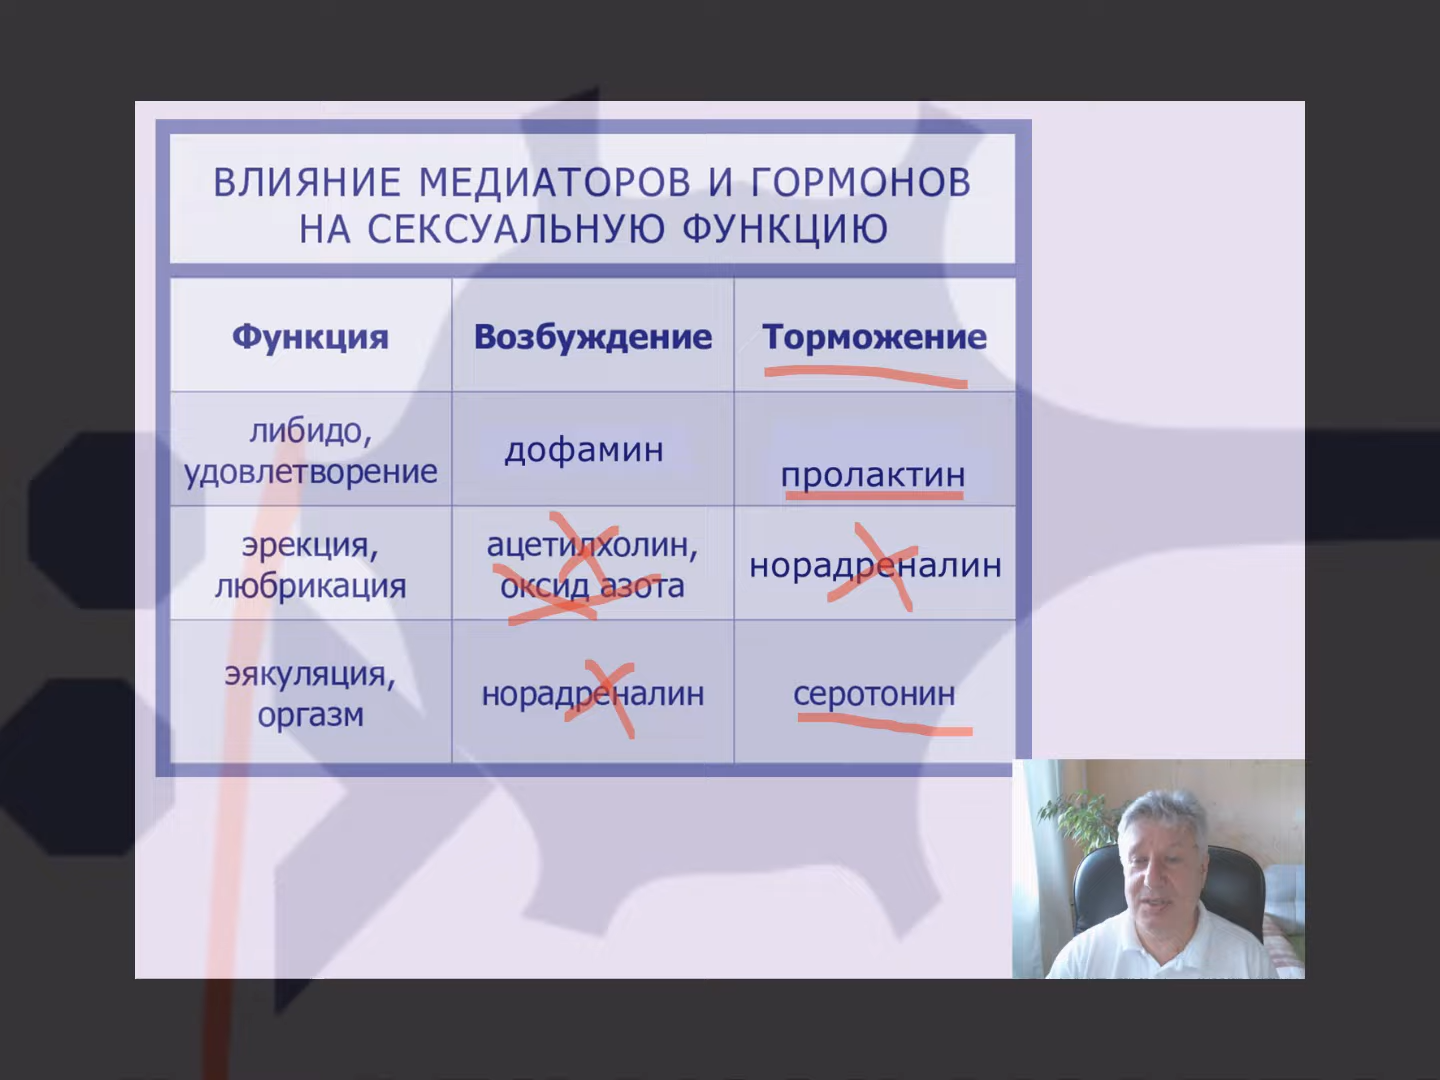 ВЛИЯНИЕ МЕДИАТОРОВ И ГОРМОНОВ
НА СЕКСУАЛЬНУЮ ФУНКЦИЮ
Функция
Возбуждение
Торможение
либидо,
удовлетворение
дофамин
пролактин
эрекция,
любрикация
ацетилхолин,
оксид азота
норадреналин
эякуляция,
оргазм
норадреналин
серотонин